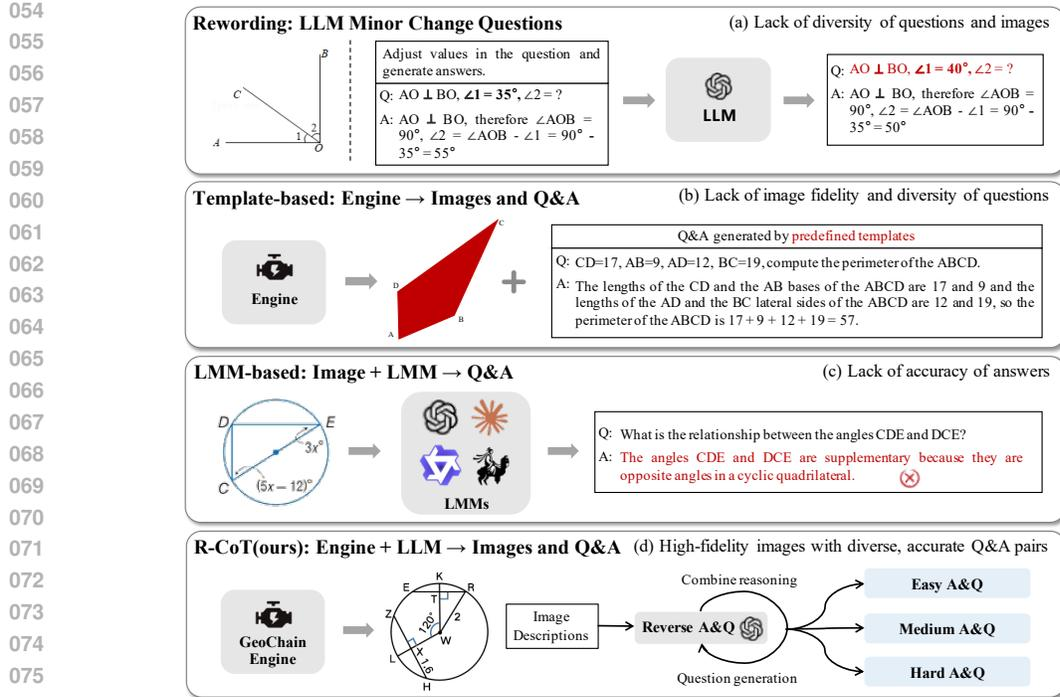 054
055
056
057
058
059
060
061
062
063
064
065
066
067
068
069
070
071
072
073
074
075
Rewording: LLM Minor Change Questions
(a) Lack of diversity of questions and images
B
C
A
O
1
2
Adjust values in the question and
generate answers.
Q: AO ⊥ BO, ∠1 = 35°, ∠2 = ?
A: AO ⊥ BO, therefore ∠AOB =
90°, ∠2 = ∠AOB - ∠1 = 90° -
35° = 55°
LLM
Q: AO ⊥ BO, ∠1 = 40°, ∠2 = ?
A: AO ⊥ BO, therefore ∠AOB =
90°, ∠2 = ∠AOB - ∠1 = 90° -
35° = 50°
Template-based: Engine → Images and Q&A
(b) Lack of image fidelity and diversity of questions
Engine
C
D
B
A
Q&A generated by predefined templates
Q: CD=17, AB=9, AD=12, BC=19, compute the perimeter of the ABCD.
A: The lengths of the CD and the AB bases of the ABCD are 17 and 9 and the
lengths of the AD and the BC lateral sides of the ABCD are 12 and 19, so the
perimeter of the ABCD is 17 + 9 + 12 + 19 = 57.
LMM-based: Image + LMM → Q&A
(c) Lack of accuracy of answers
D
E
3x°
C
(5x − 12)°
LMMs
Q: What is the relationship between the angles CDE and DCE?
A: The angles CDE and DCE are supplementary because they are
opposite angles in a cyclic quadrilateral.
R-CoT(ours): Engine + LLM → Images and Q&A
(d) High-fidelity images with diverse, accurate Q&A pairs
GeoChain
Engine
K
E
R
T
Z
120°
2
W
L
X
1.6
H
Image
Descriptions
Combine reasoning
Reverse A&Q
Question generation
Easy A&Q
Medium A&Q
Hard A&Q